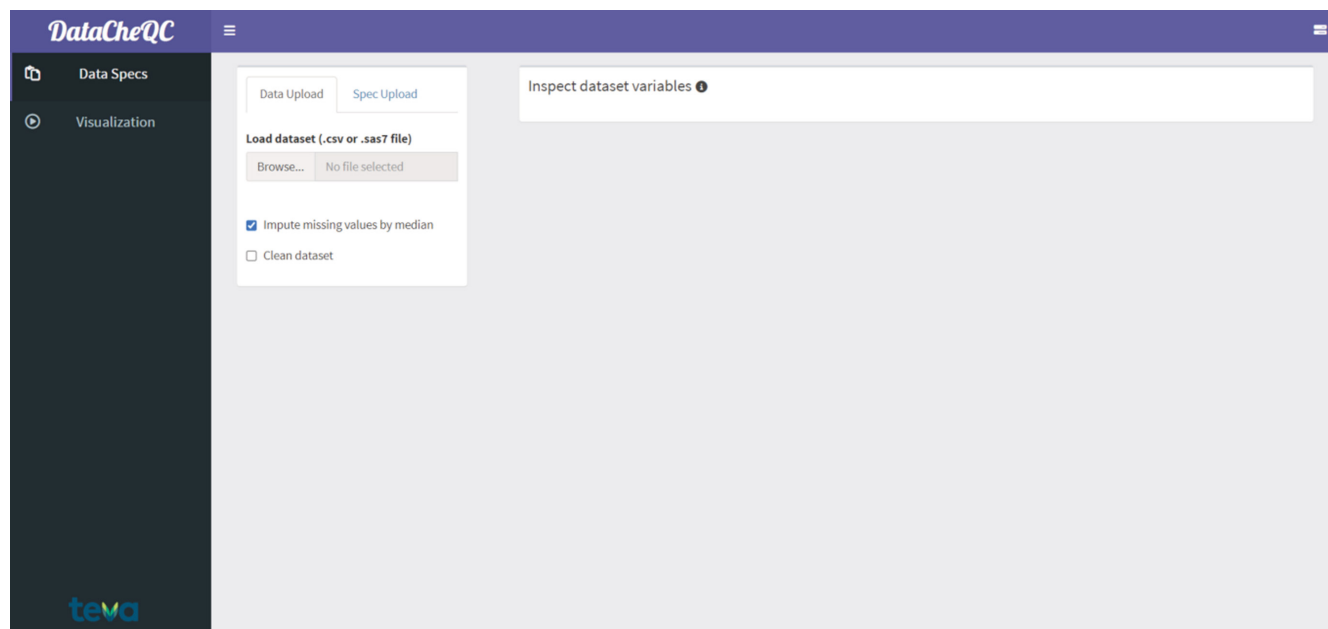 DataCheQC
Data Specs
Visualization
Data Upload
Spec Upload
Load dataset (.csv or .sas7 file)
Browse...
No file selected
Impute missing values by median
Clean dataset
Inspect dataset variables
teva